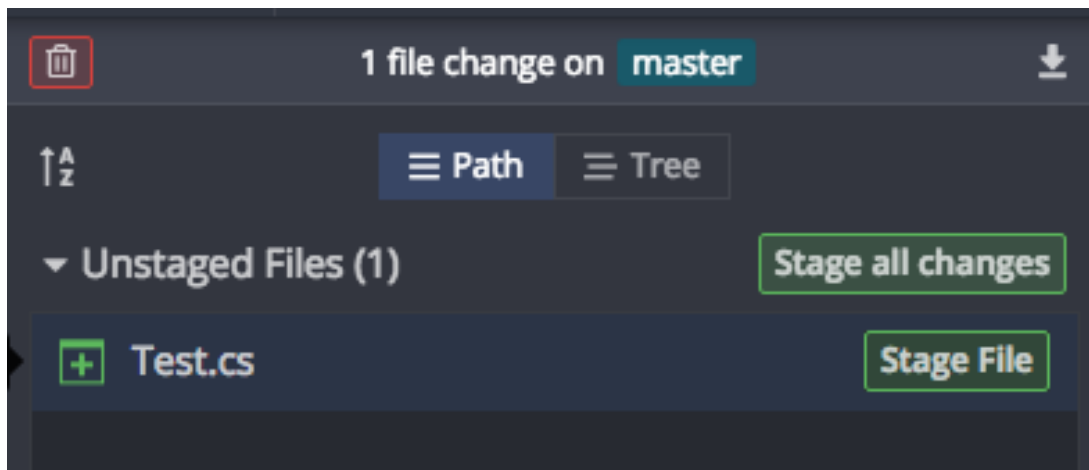 1 file change on master
A
Z
Path Tree
Unstaged Files (1) Stage all changes
Test.cs Stage File